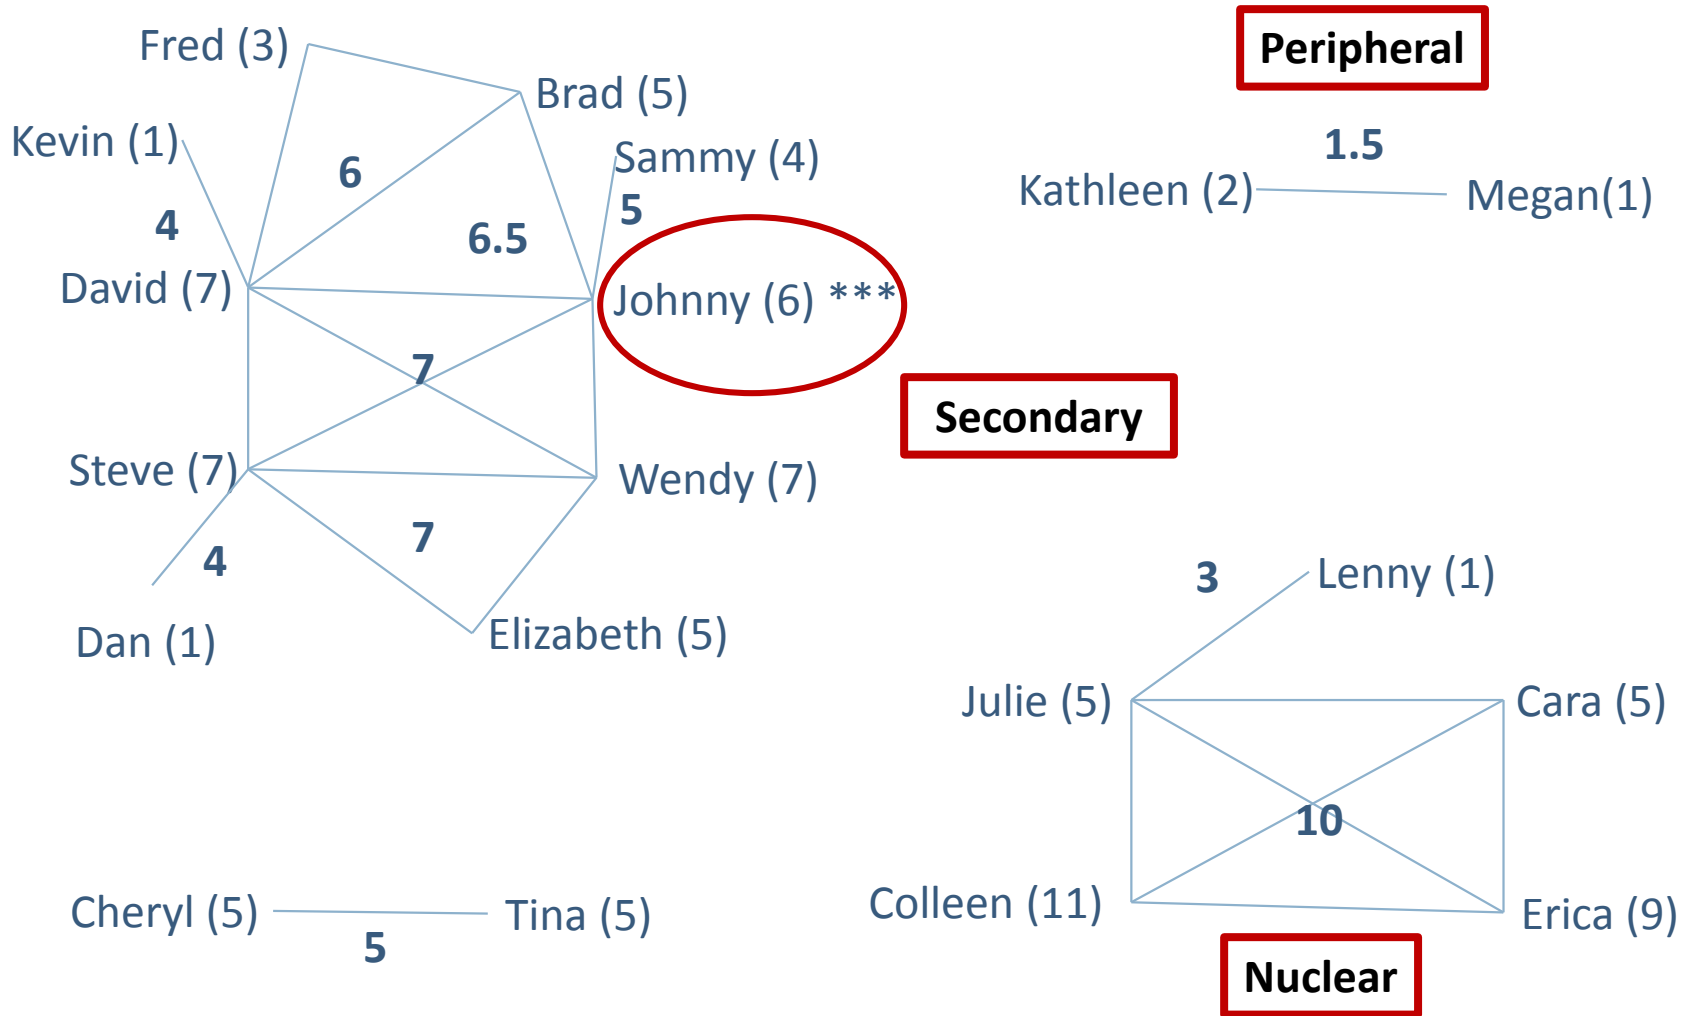 Fred (3)
Peripheral
Brad (5)
Kevin (1)
1.5
Sammy (4)
6
Kathleen (2)
Megan(1)
5
4
6.5
David (7)
Johnny (6) ***
7
Secondary
Steve (7)
Wendy (7)
7
4
3
Lenny (1)
Dan (1)
Elizabeth (5)
Julie (5)
Cara (5)
10
Colleen (11)
Cheryl (5)
Tina (5)
Erica (9)
5
Nuclear